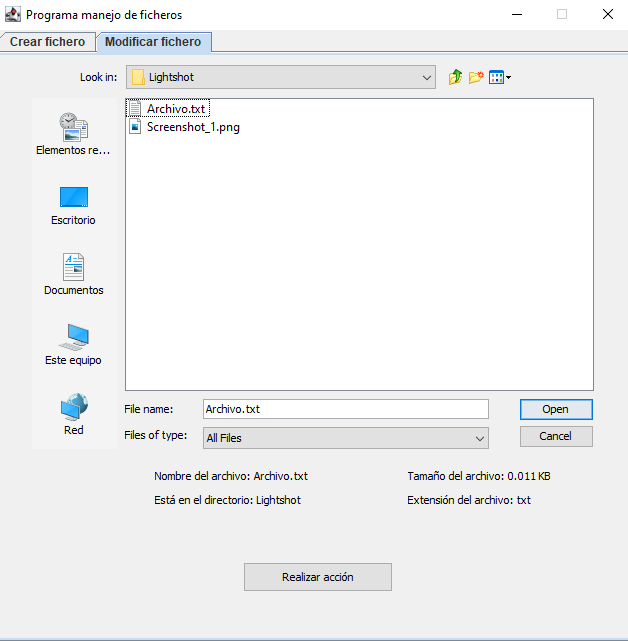 Programa manejo de ficheros
Crear fichero
Modificar fichero
Look in:
Lightshot
Archivo.txt
Screenshot_1.png
Elementos re...
Escritorio
Documentos
Este equipo
Red
File name:
Archivo.txt
Open
Files of type:
All Files
Cancel
Nombre del archivo: Archivo.txt
Tamaño del archivo: 0.011 KB
Está en el directorio: Lightshot
Extensión del archivo: txt
Realizar acción